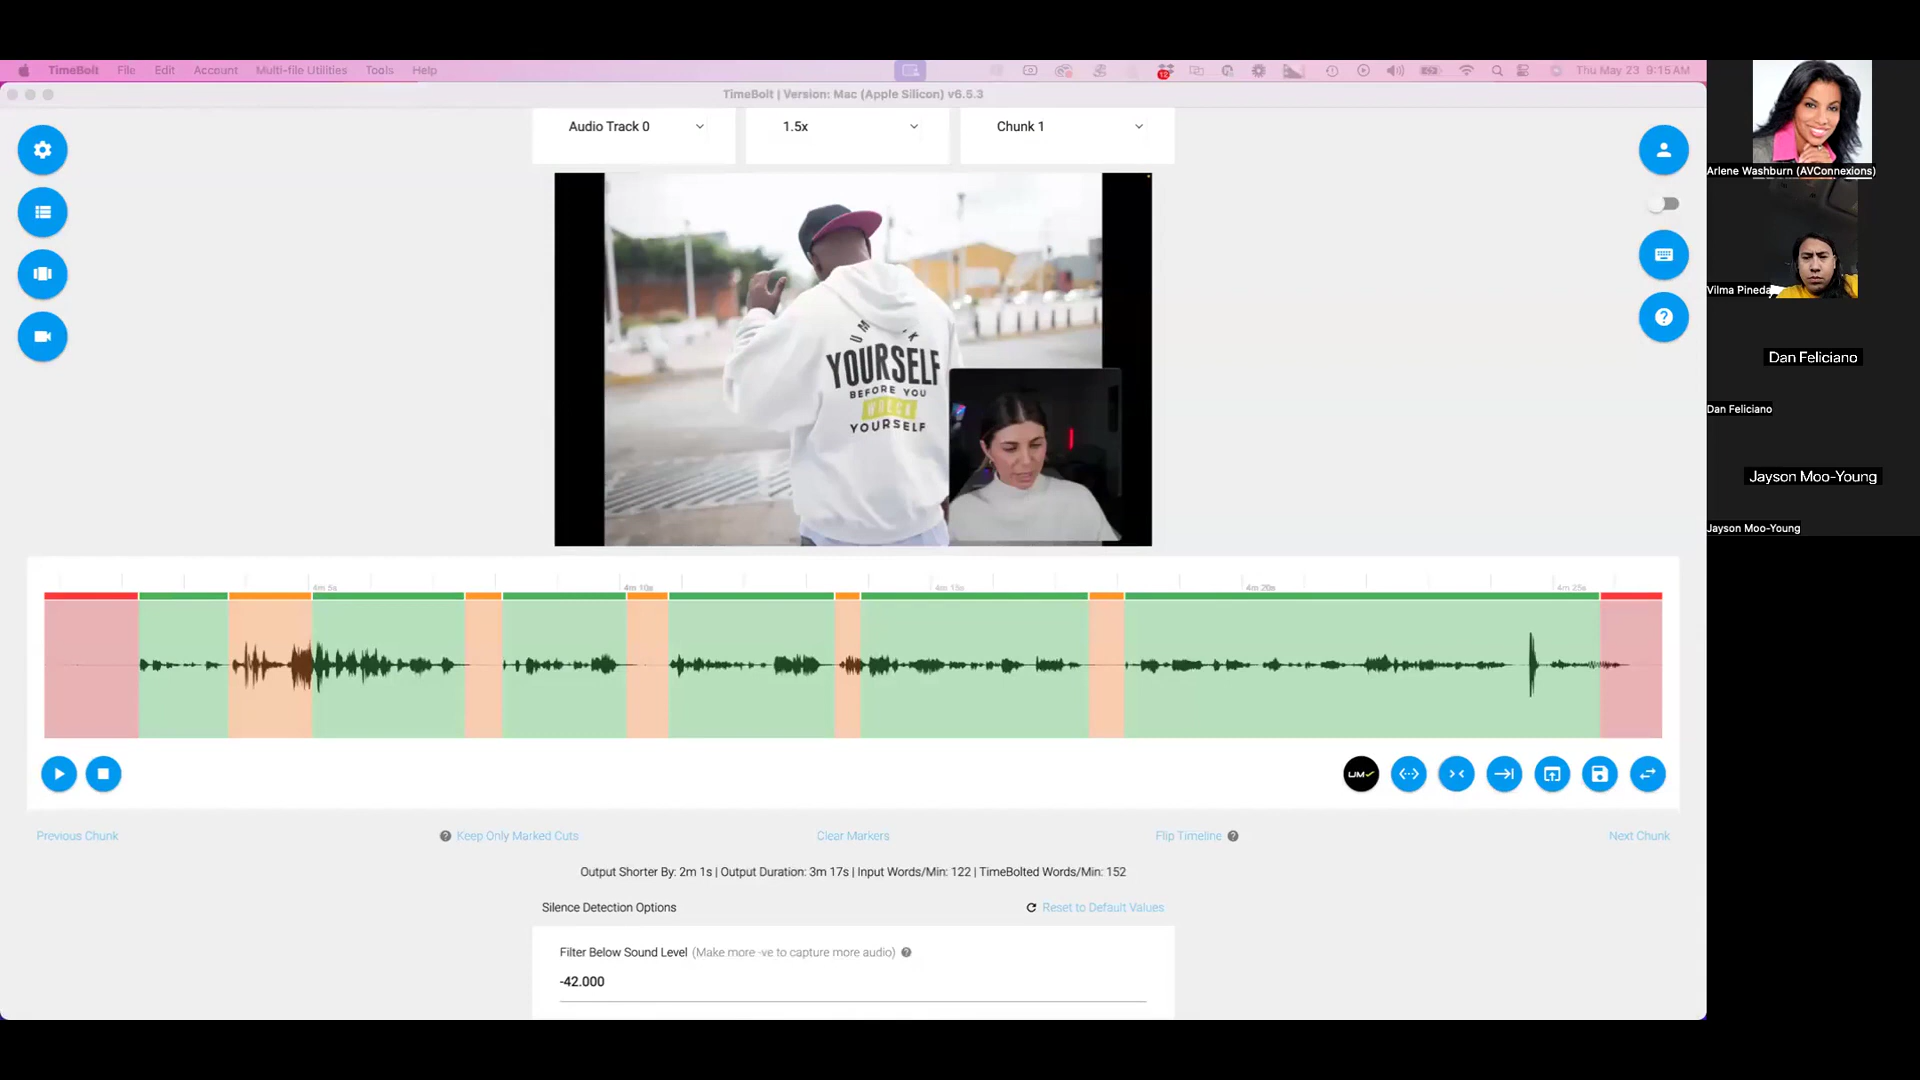 TimeBolt File Edit Account Multi-file Utilities Tools Help
12
Thu May 23 9:15 AM
TimeBolt | Version: Mac (Apple Silicon) v6.5.3
Audio Track 0
1.5x
Chunk 1
YOURSELF
BEFORE YOU
WRECK
YOURSELF
Arlene Washburn (AVConnexions)
Vilma Pineda
Dan Feliciano
Dan Feliciano
Jayson Moo-Young
Jayson Moo-Young
4m 5s
4m 10s
4m 15s
4m 20s
4m 25s
UM
Previous Chunk
Keep Only Marked Cuts
Clear Markers
Flip Timeline
Next Chunk
Output Shorter By: 2m 1s | Output Duration: 3m 17s | Input Words/Min: 122 | TimeBolted Words/Min: 152
Silence Detection Options
Reset to Default Values
Filter Below Sound Level (Make more -ve to capture more audio)
-42.000